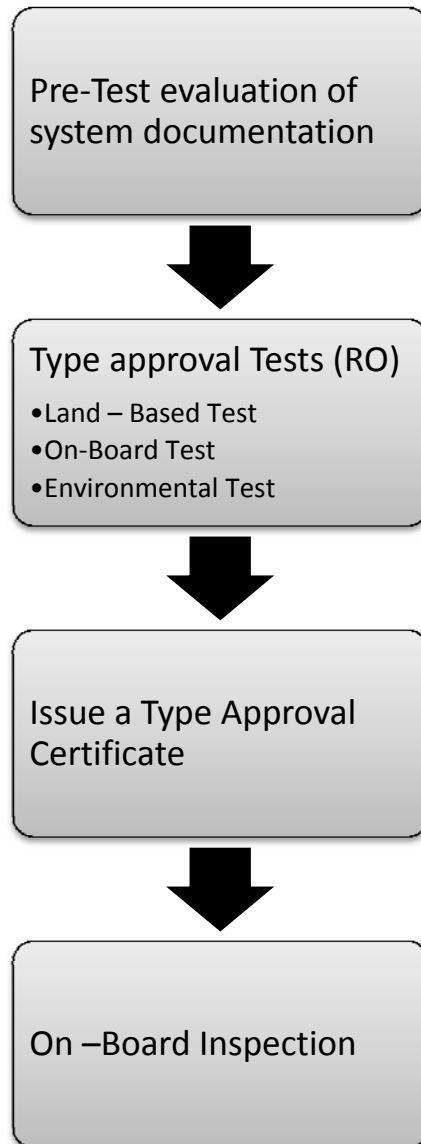 Pre-Test evaluation of
system documentation
Type approval Tests (RO)
•Land – Based Test
•On-Board Test
•Environmental Test
Issue a Type Approval
Certificate
On –Board Inspection